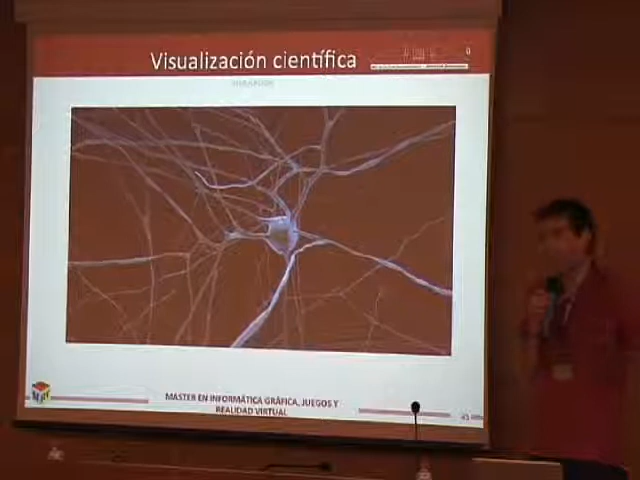 Visualización científica
MASTER EN INFORMÁTICA GRÁFICA, JUEGOS Y
REALIDAD VIRTUAL